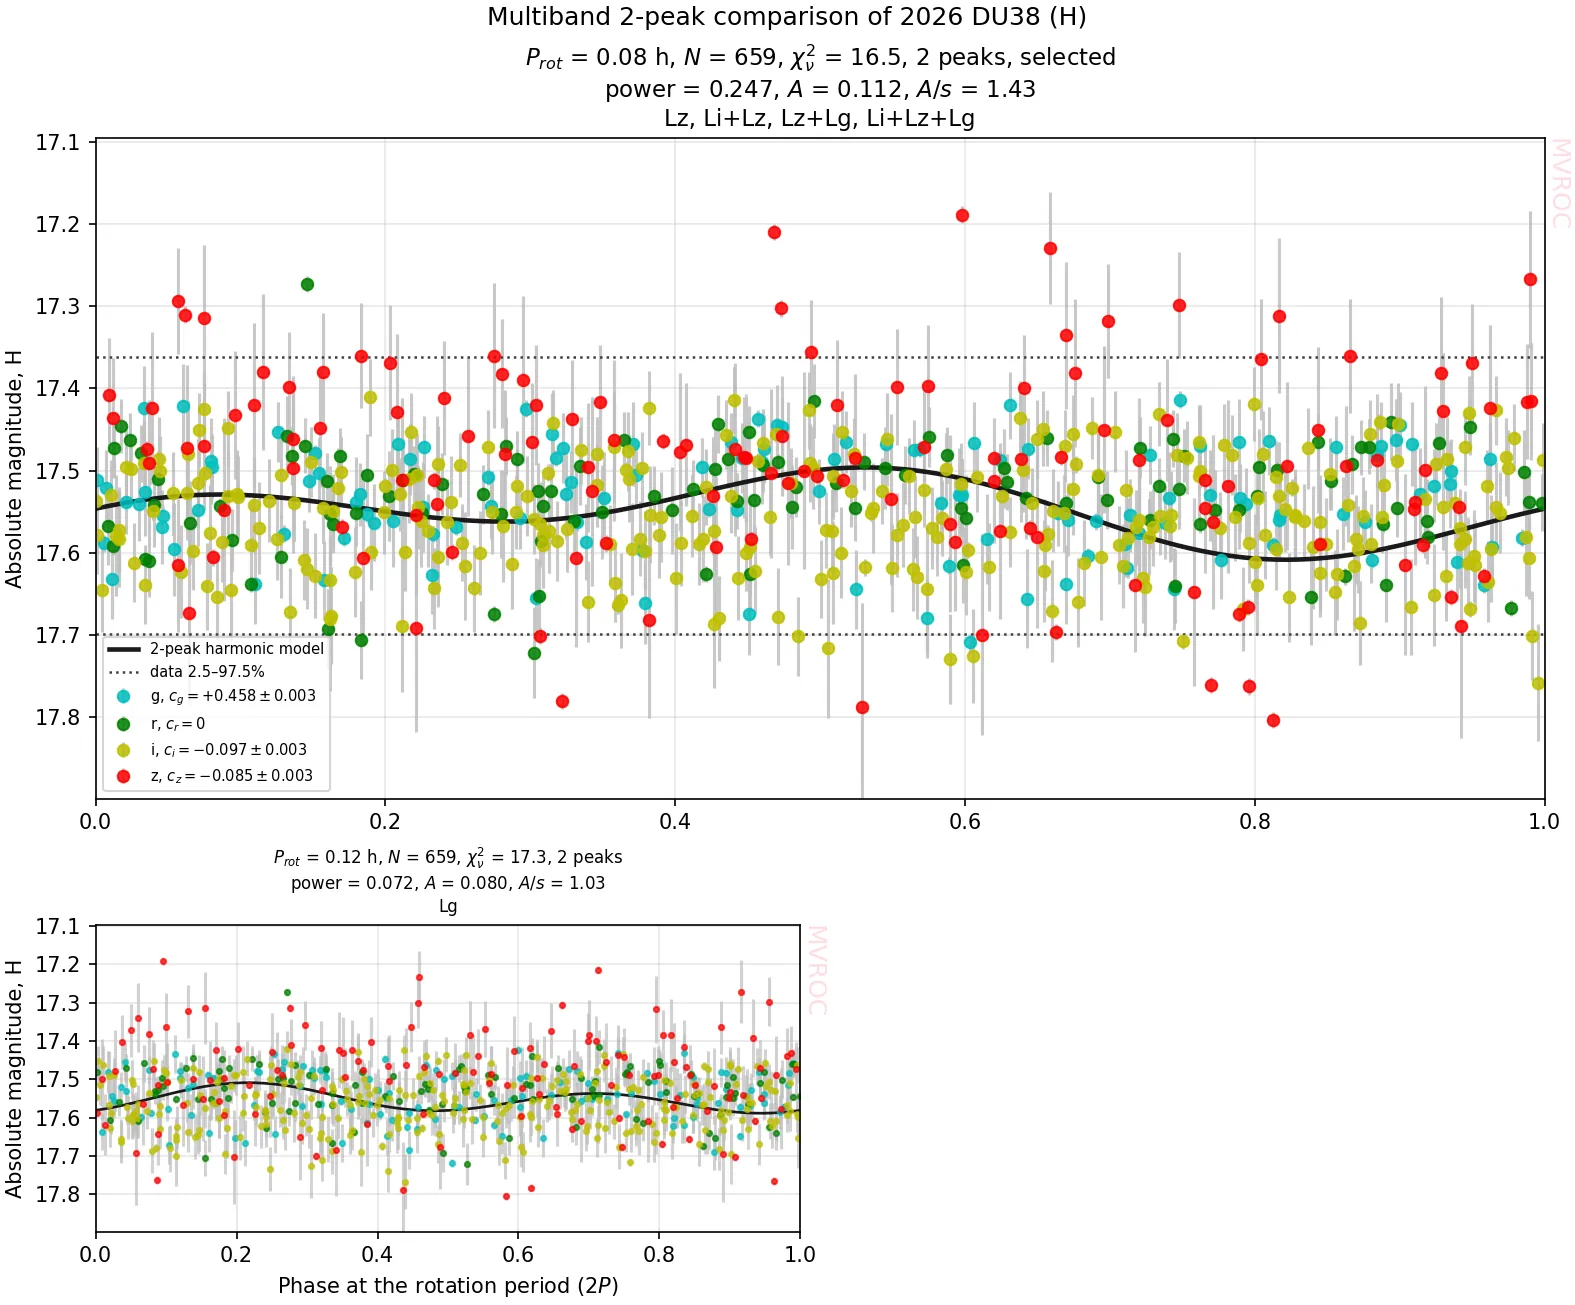 Multiband 2-peak comparison of 2026 DU38 (H)
P_rot = 0.08 h, N = 659, χ²_ν = 16.5, 2 peaks, selected
power = 0.247, A = 0.112, A/s = 1.43
Lz, Li+Lz, Lz+Lg, Li+Lz+Lg
MVROC
Absolute magnitude, H
17.1
17.2
17.3
17.4
17.5
17.6
17.7
17.8
2-peak harmonic model
data 2.5–97.5%
g, c_g = +0.458 ± 0.003
r, c_r = 0
i, c_i = −0.097 ± 0.003
z, c_z = −0.085 ± 0.003
0.0 0.2 0.4 0.6 0.8 1.0
P_rot = 0.12 h, N = 659, χ²_ν = 17.3, 2 peaks
power = 0.072, A = 0.080, A/s = 1.03
Lg
MVROC
Absolute magnitude, H
17.1
17.2
17.3
17.4
17.5
17.6
17.7
17.8
0.0 0.2 0.4 0.6 0.8 1.0
Phase at the rotation period (2P)